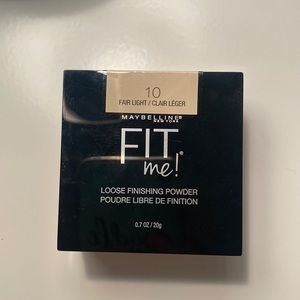 10
FAIR LIGHT / CLAIR LÉGER
MAYBELLINE®
NEW YORK
FIT
me!®
LOOSE FINISHING POWDER
POUDRE LIBRE DE FINITION
0.7 OZ / 20g